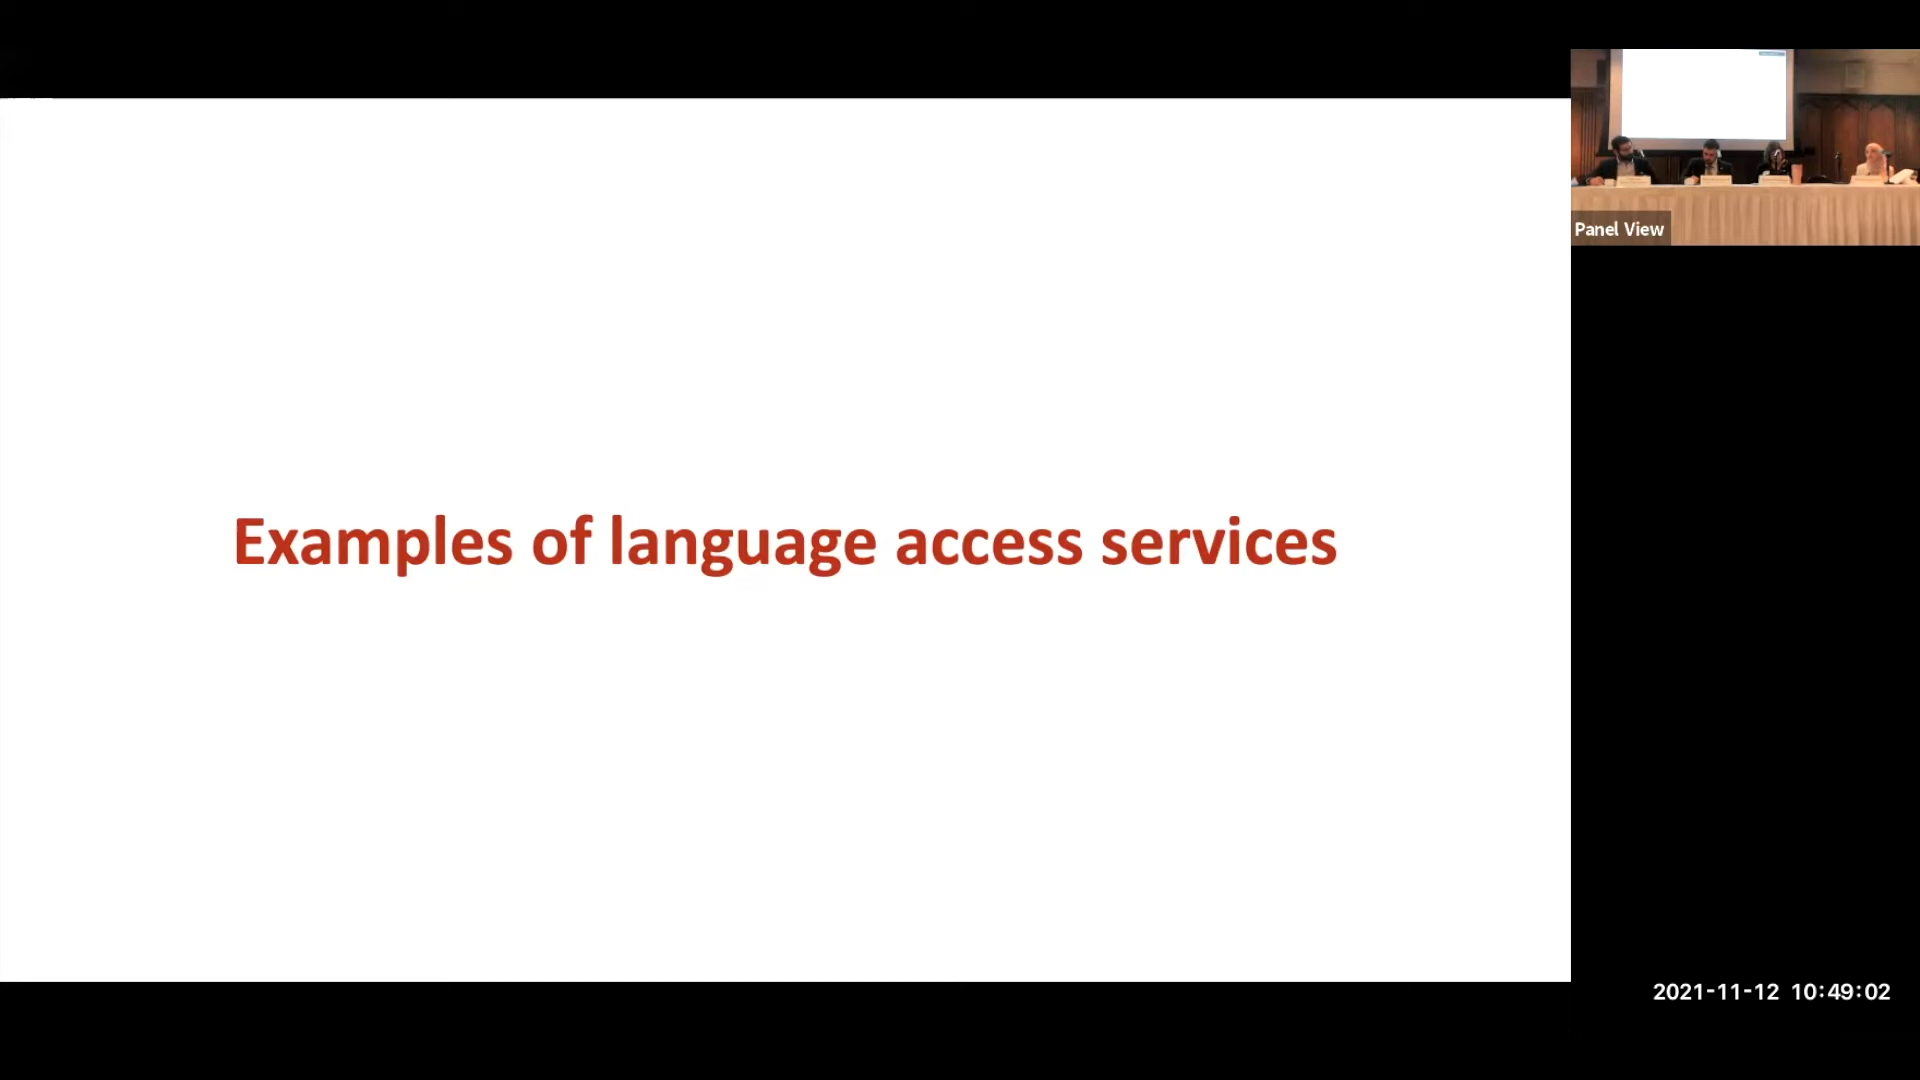 Examples of language access services
Panel View
2021-11-12 10:49:02